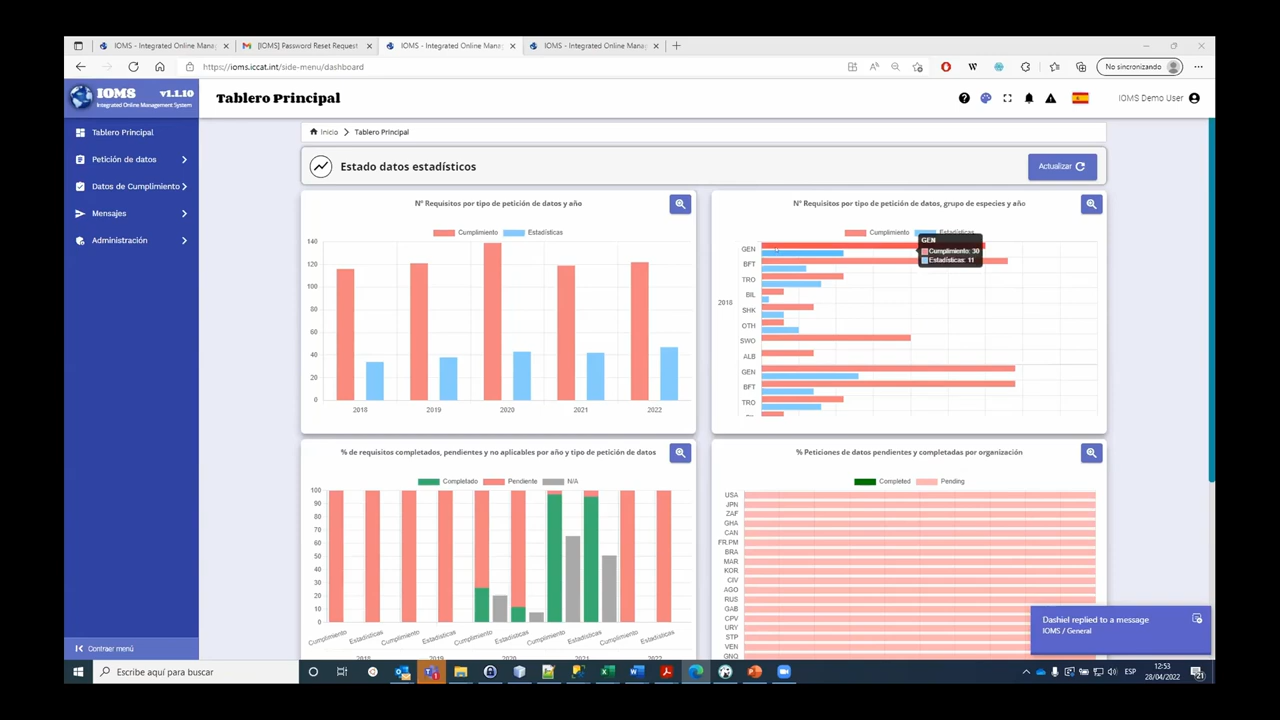 IOMS - Integrated Online Mana
[IOMS] Password Reset Request
IOMS - Integrated Online Mana
IOMS - Integrated Online Mana
https://ioms.iccat.int/side-menu/dashboard
No sincronizando
IOMS v1.1.10
Integrated Online Management System
Tablero Principal
IOMS Demo User
Tablero Principal
Petición de datos
Datos de Cumplimiento
Mensajes
Administración
Contraer menú
Inicio > Tablero Principal
Estado datos estadísticos
Actualizar
Nº Requisitos por tipo de petición de datos y año
Cumplimiento Estadísticas
140
120
100
80
60
40
20
0
2018 2019 2020 2021 2022
Nº Requisitos por tipo de petición de datos, grupo de especies y año
Cumplimiento Estadísticas
GEN
Cumplimiento: 30
Estadísticas: 11
GEN
BFT
TRO
BIL
2018
SHK
OTH
SWO
ALB
GEN
BFT
TRO
% de requisitos completados, pendientes y no aplicables por año y tipo de petición de datos
Completado Pendiente N/A
100
90
80
70
60
50
40
30
20
10
0
Cumplimiento Estadísticas Cumplimiento Estadísticas Cumplimiento Estadísticas Cumplimiento Estadísticas Cumplimiento Estadísticas
2018 2019 2020 2021 2022
% Peticiones de datos pendientes y completadas por organización
Completed Pending
USA
JPN
ZAF
GHA
CAN
FR.PM
BRA
MAR
KOR
CIV
AGO
RUS
GAB
CPV
URY
STP
VEN
GNQ
Dashiel replied to a message
IOMS / General
Escribe aquí para buscar
ESP
12:53
28/04/2022
21